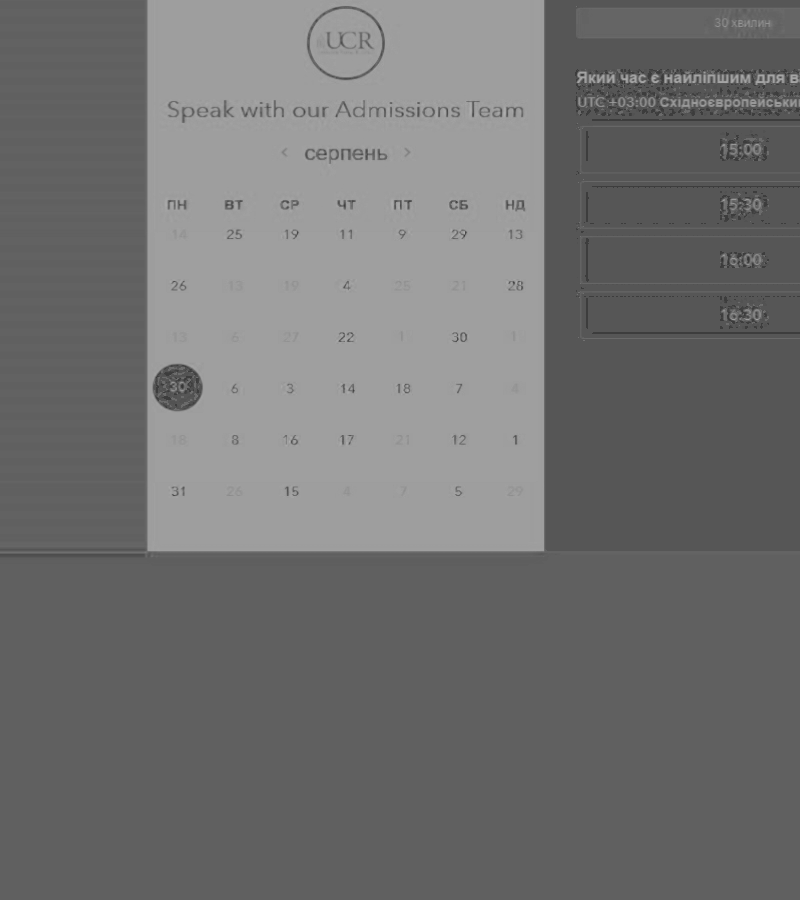 UCR
Speak with our Admissions Team
< серпень >
ПН ВТ СР ЧТ ПТ СБ НД
14 25 19 11 9 29 13
26 13 19 4 25 21 28
13 6 27 22 1 30 1
30 6 3 14 18 7 4
18 8 16 17 21 12 1
31 26 15 4 7 5 29
30 хвилин
Який час є найліпшим для в
UTC +03:00 Східноєвропейськи
15:00
15:30
16:00
16:30